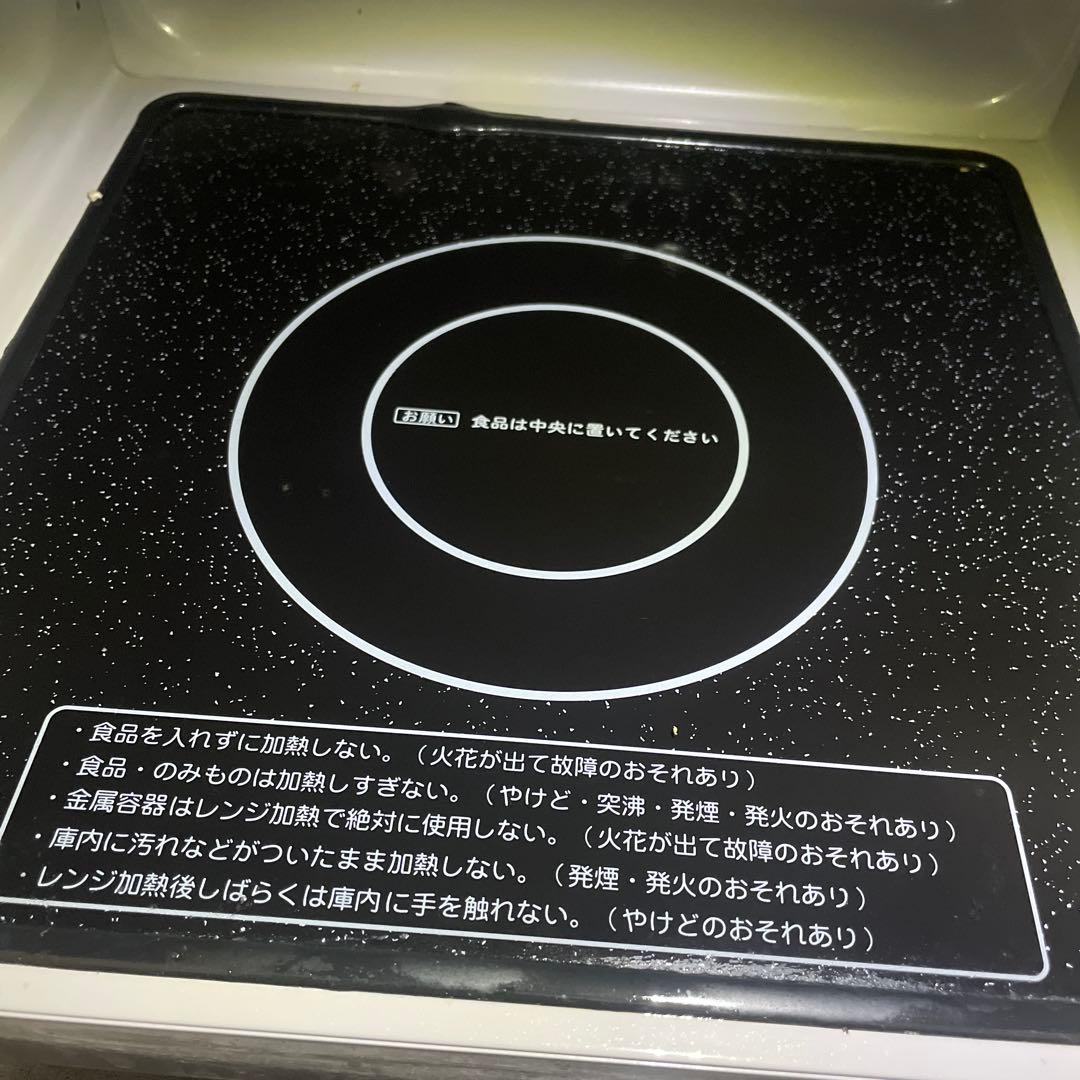 お願い 食品は中央に置いてください
・食品を入れずに加熱しない。（火花が出て故障のおそれあり）
・食品・のみものは加熱しすぎない。（やけど・突沸・発煙・発火のおそれあり）
・金属容器はレンジ加熱で絶対に使用しない。（火花が出て故障のおそれあり）
・庫内に汚れなどがついたまま加熱しない。（発煙・発火のおそれあり）
・レンジ加熱後しばらくは庫内に手を触れない。（やけどのおそれあり）